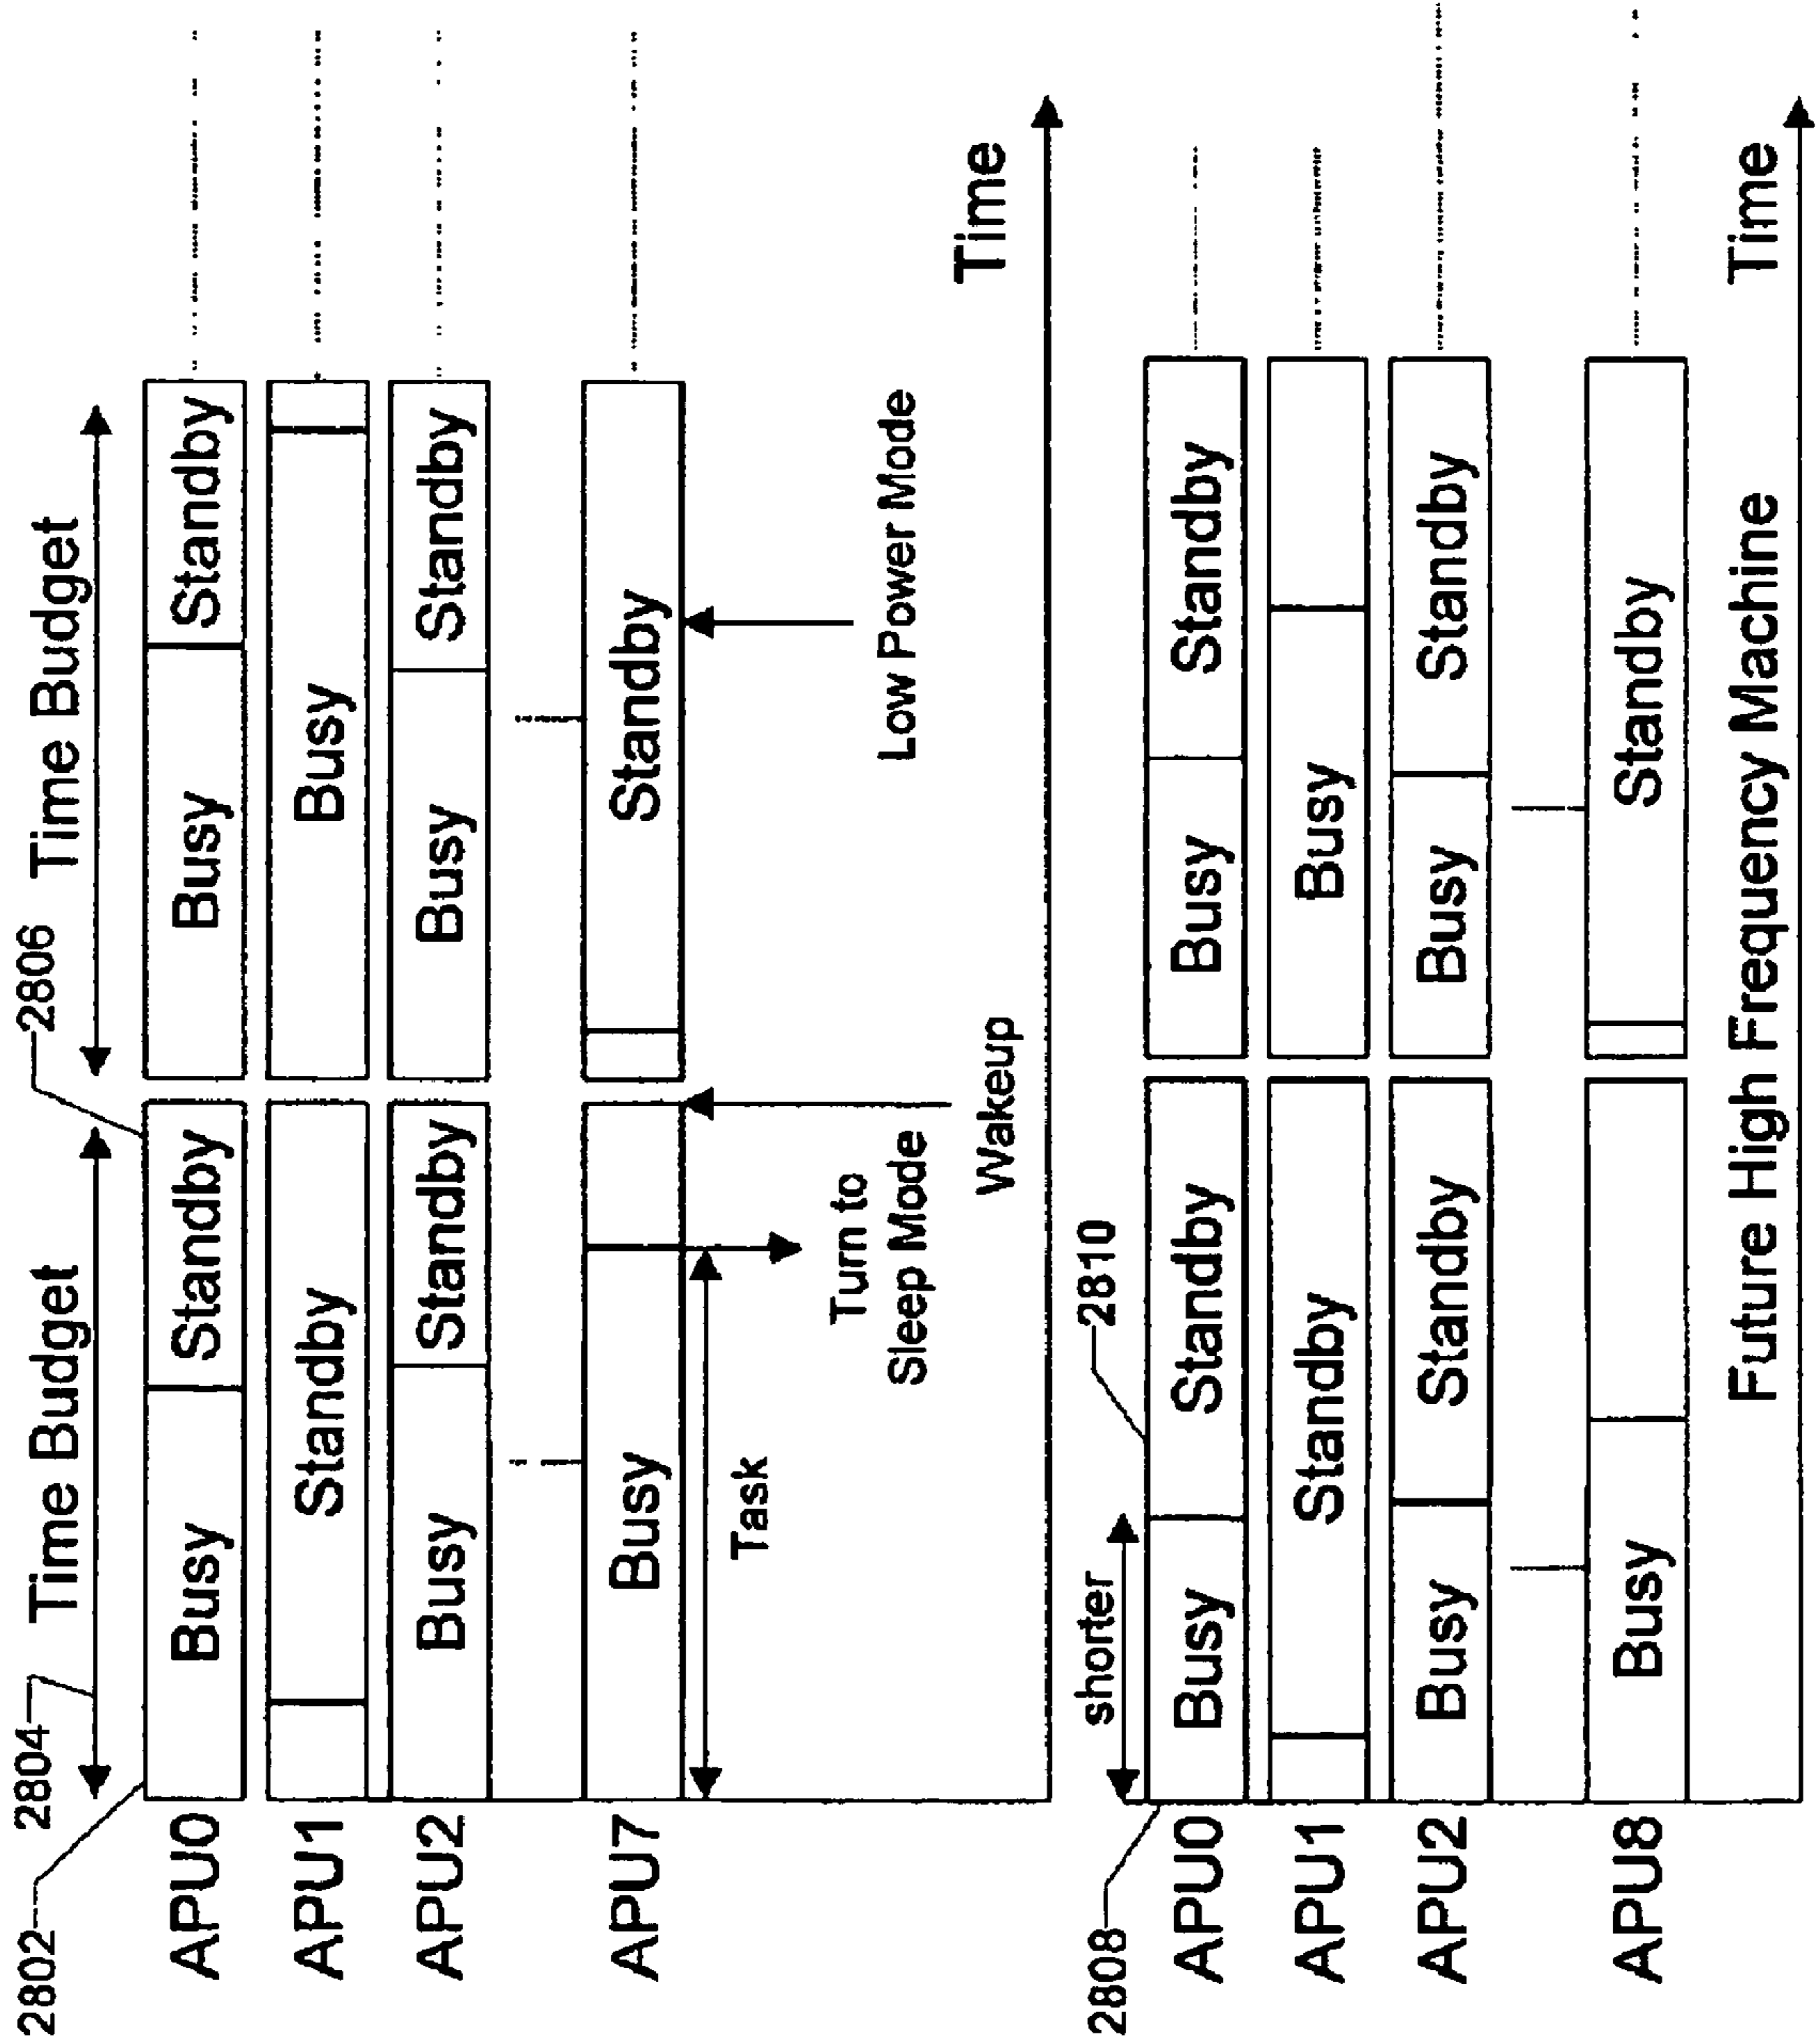 2802
2804
2806
Time Budget
Time Budget
APU0
Busy
Standby
Busy
Standby
APU1
Standby
Busy
APU2
Busy
Standby
Busy
Standby
APU7
Busy
Standby
Task
Turn to
Sleep Mode
Wakeup
Low Power Mode
Time
2808
shorter
2810
APU0
Busy
Standby
Busy
Standby
APU1
Standby
Busy
APU2
Busy
Standby
Busy
Standby
APU8
Busy
Standby
Future High Frequency Machine
Time